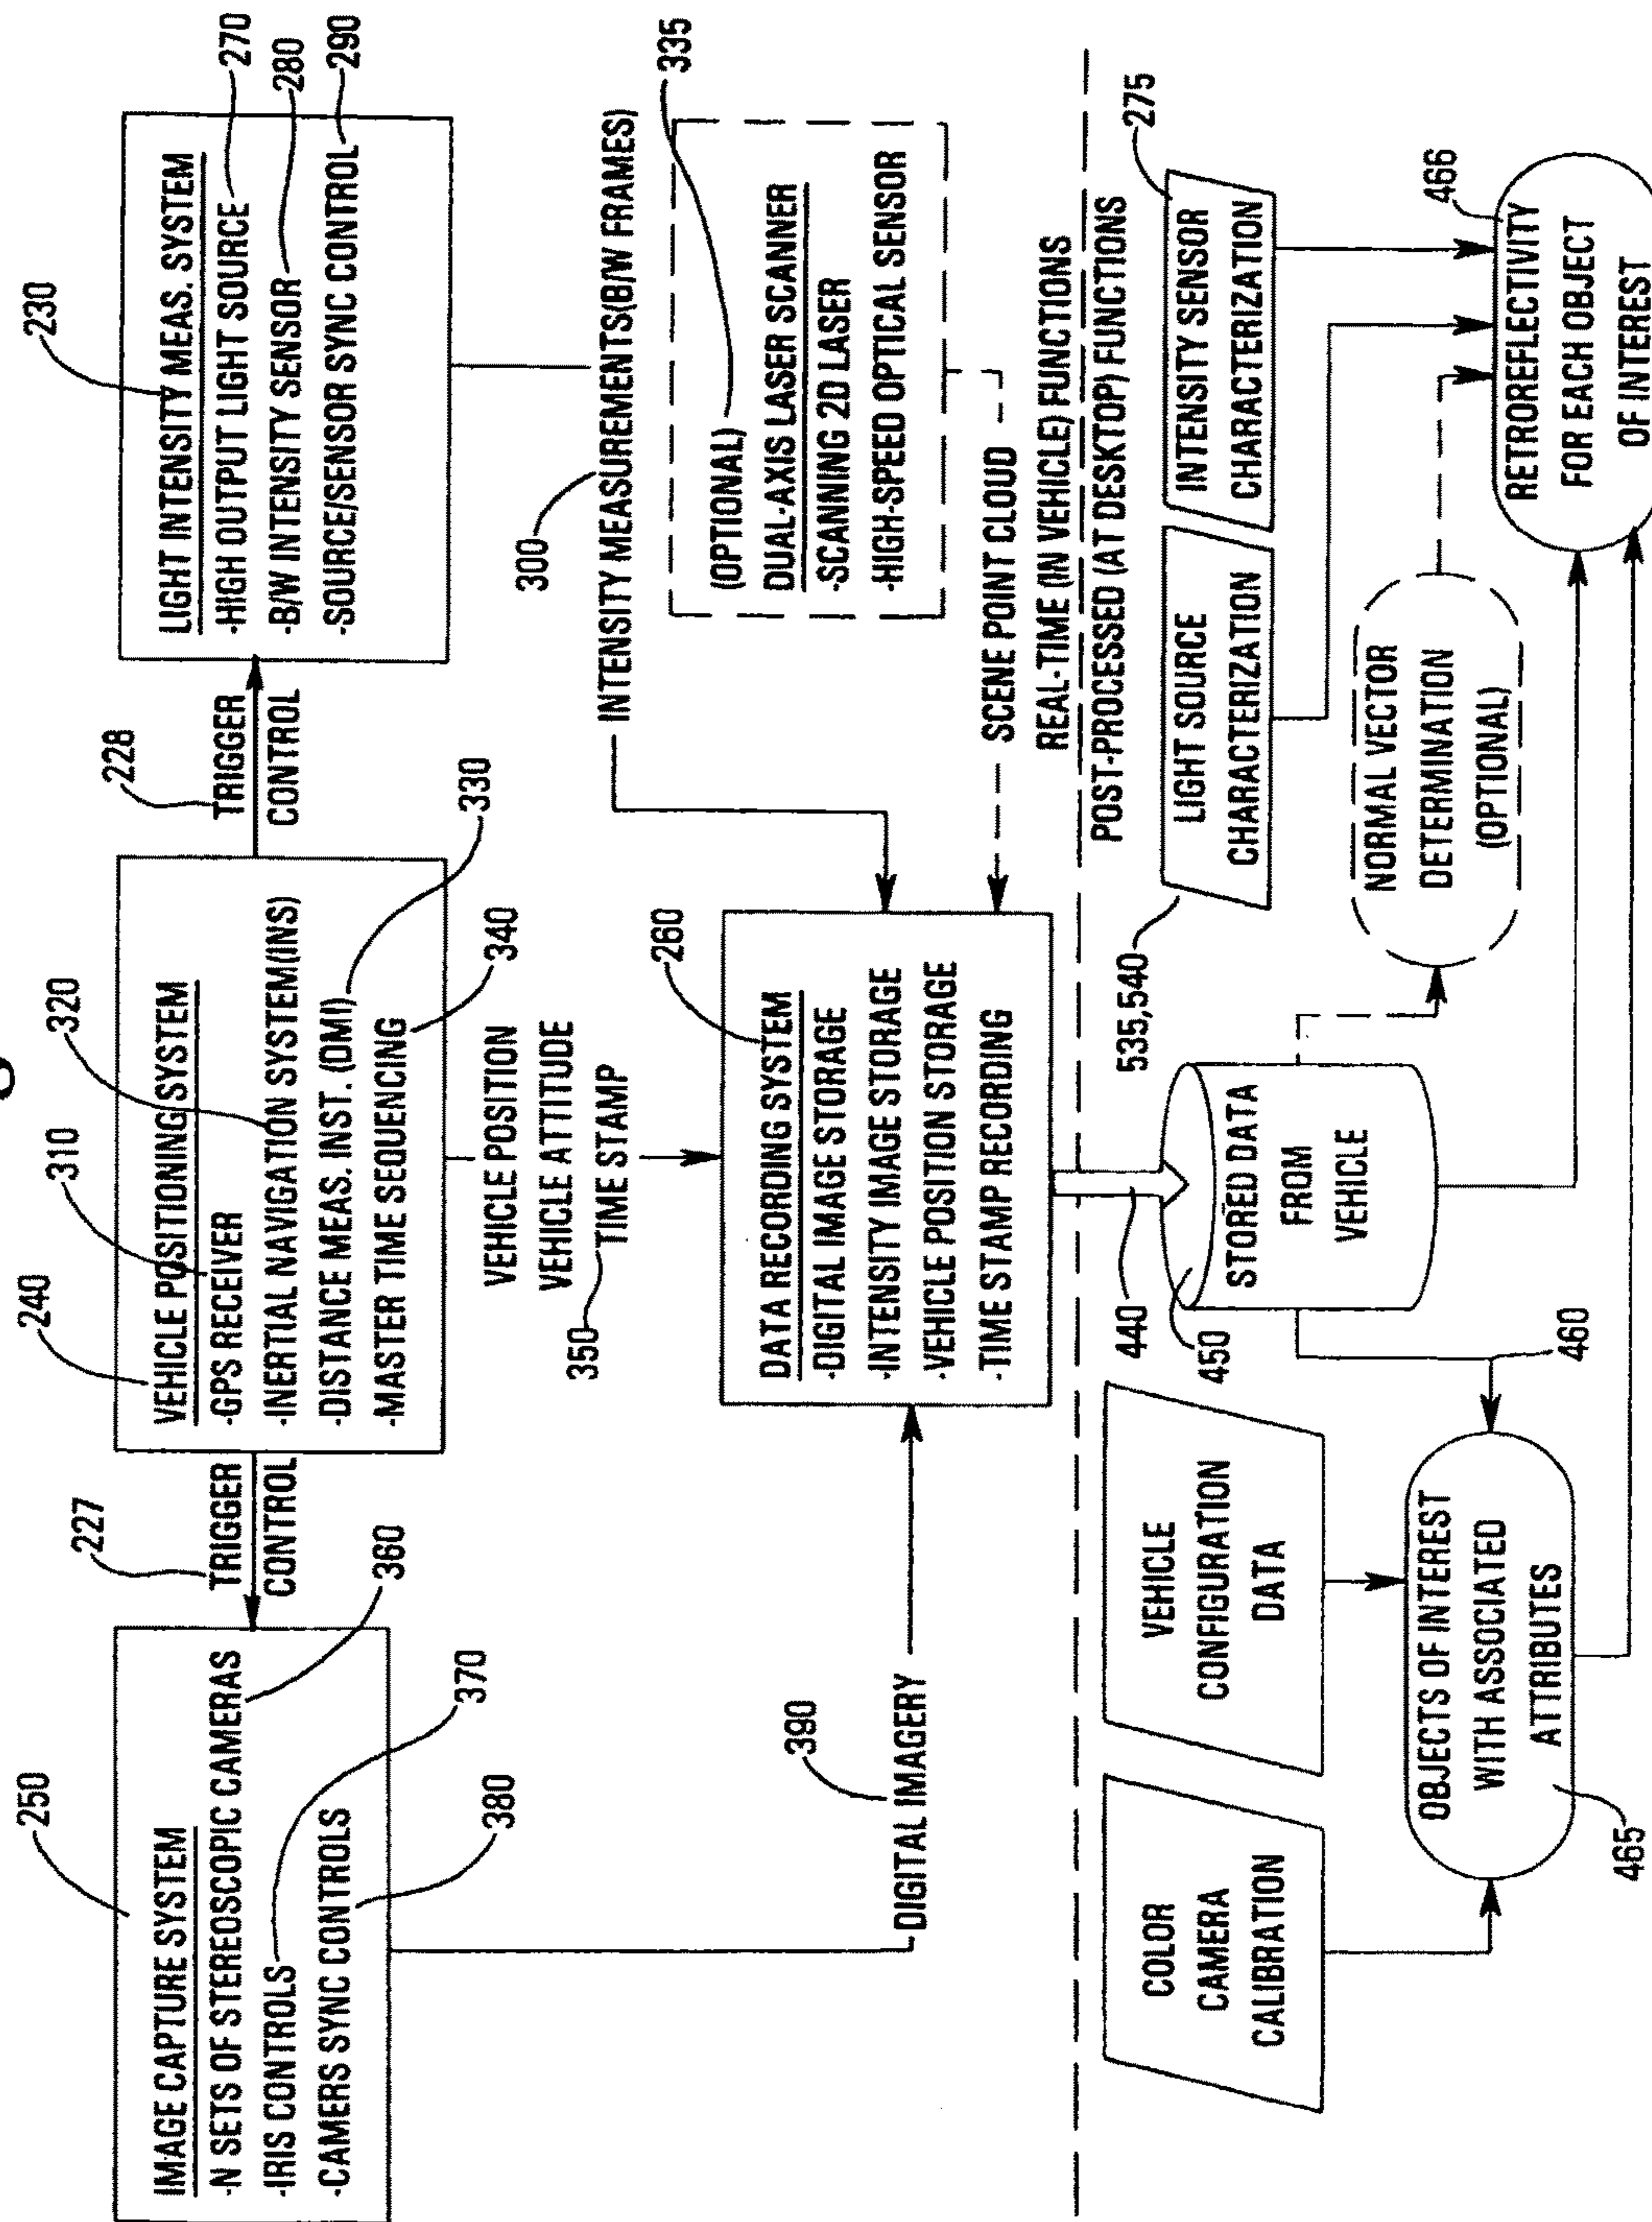 230
LIGHT INTENSITY MEAS. SYSTEM
-HIGH OUTPUT LIGHT SOURCE
270
-B/W INTENSITY SENSOR
280
-SOURCE/SENSOR SYNC CONTROL
290
228
TRIGGER
CONTROL
240
310
320
VEHICLE POSITIONING SYSTEM
-GPS RECEIVER
-INERTIAL NAVIGATION SYSTEM(INS)
-DISTANCE MEAS. INST. (DMI)
330
-MASTER TIME SEQUENCING
340
227
TRIGGER
CONTROL
250
IMAGE CAPTURE SYSTEM
-N SETS OF STEREOSCOPIC CAMERAS
360
-IRIS CONTROLS
370
-CAMERS SYNC CONTROLS
380
VEHICLE POSITION
VEHICLE ATTITUDE
350
TIME STAMP
300
INTENSITY MEASUREMENTS(B/W FRAMES)
335
(OPTIONAL)
DUAL-AXIS LASER SCANNER
-SCANNING 2D LASER
-HIGH-SPEED OPTICAL SENSOR
SCENE POINT CLOUD
260
DATA RECORDING SYSTEM
-DIGITAL IMAGE STORAGE
-INTENSITY IMAGE STORAGE
-VEHICLE POSITION STORAGE
-TIME STAMP RECORDING
390
DIGITAL IMAGERY
REAL-TIME (IN VEHICLE) FUNCTIONS
POST-PROCESSED (AT DESKTOP) FUNCTIONS
440
450
STORED DATA
FROM
VEHICLE
460
COLOR
CAMERA
CALIBRATION
VEHICLE
CONFIGURATION
DATA
OBJECTS OF INTEREST
WITH ASSOCIATED
ATTRIBUTES
465
535,540
LIGHT SOURCE
CHARACTERIZATION
275
INTENSITY SENSOR
CHARACTERIZATION
NORMAL VECTOR
DETERMINATION
(OPTIONAL)
466
RETROREFLECTIVITY
FOR EACH OBJECT
OF INTEREST